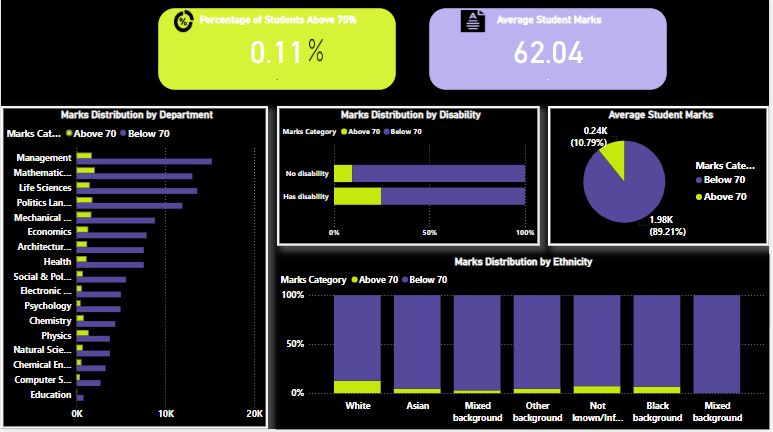 Percentage of Students Above 70%
0.11 %
Average Student Marks
62.04
Marks Distribution by Department
Marks Cat... Above 70 Below 70
Management
Mathematic...
Life Sciences
Politics Lan...
Mechanical ...
Economics
Architectur...
Health
Social & Pol...
Electronic ...
Psychology
Chemistry
Physics
Natural Scie...
Chemical En...
Computer S...
Education
0K 10K 20K
Marks Distribution by Disability
Marks Category Above 70 Below 70
No disability
Has disability
0% 50% 100%
Average Student Marks
0.24K
(10.79%)
1.98K
(89.21%)
Marks Cate...
Below 70
Above 70
Marks Distribution by Ethnicity
Marks Category Above 70 Below 70
100%
50%
0%
White Asian Mixed background Other background Not known/Inf... Black background Mixed background